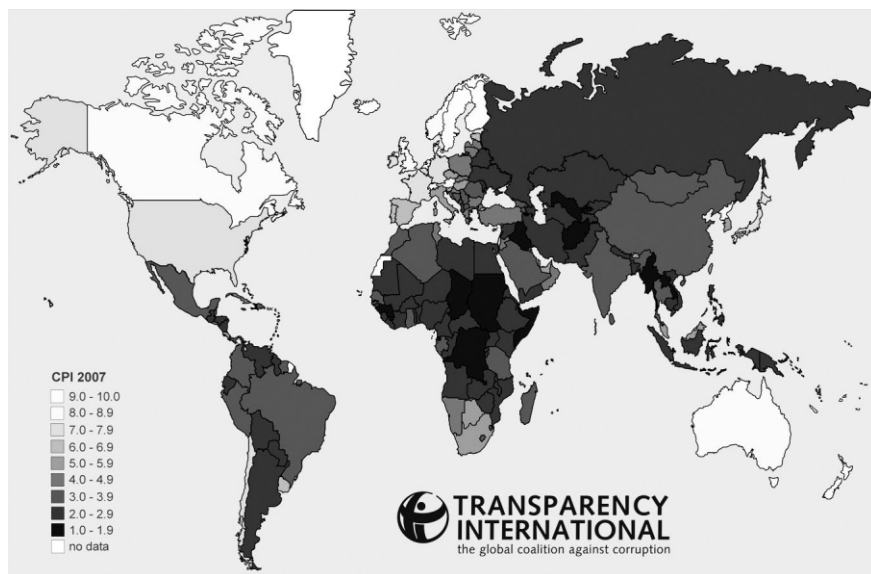 CPI 2007
9.0 - 10.0
8.0 - 8.9
7.0 - 7.9
6.0 - 6.9
5.0 - 5.9
4.0 - 4.9
3.0 - 3.9
2.0 - 2.9
1.0 - 1.9
no data
TRANSPARENCY
INTERNATIONAL
the global coalition against corruption